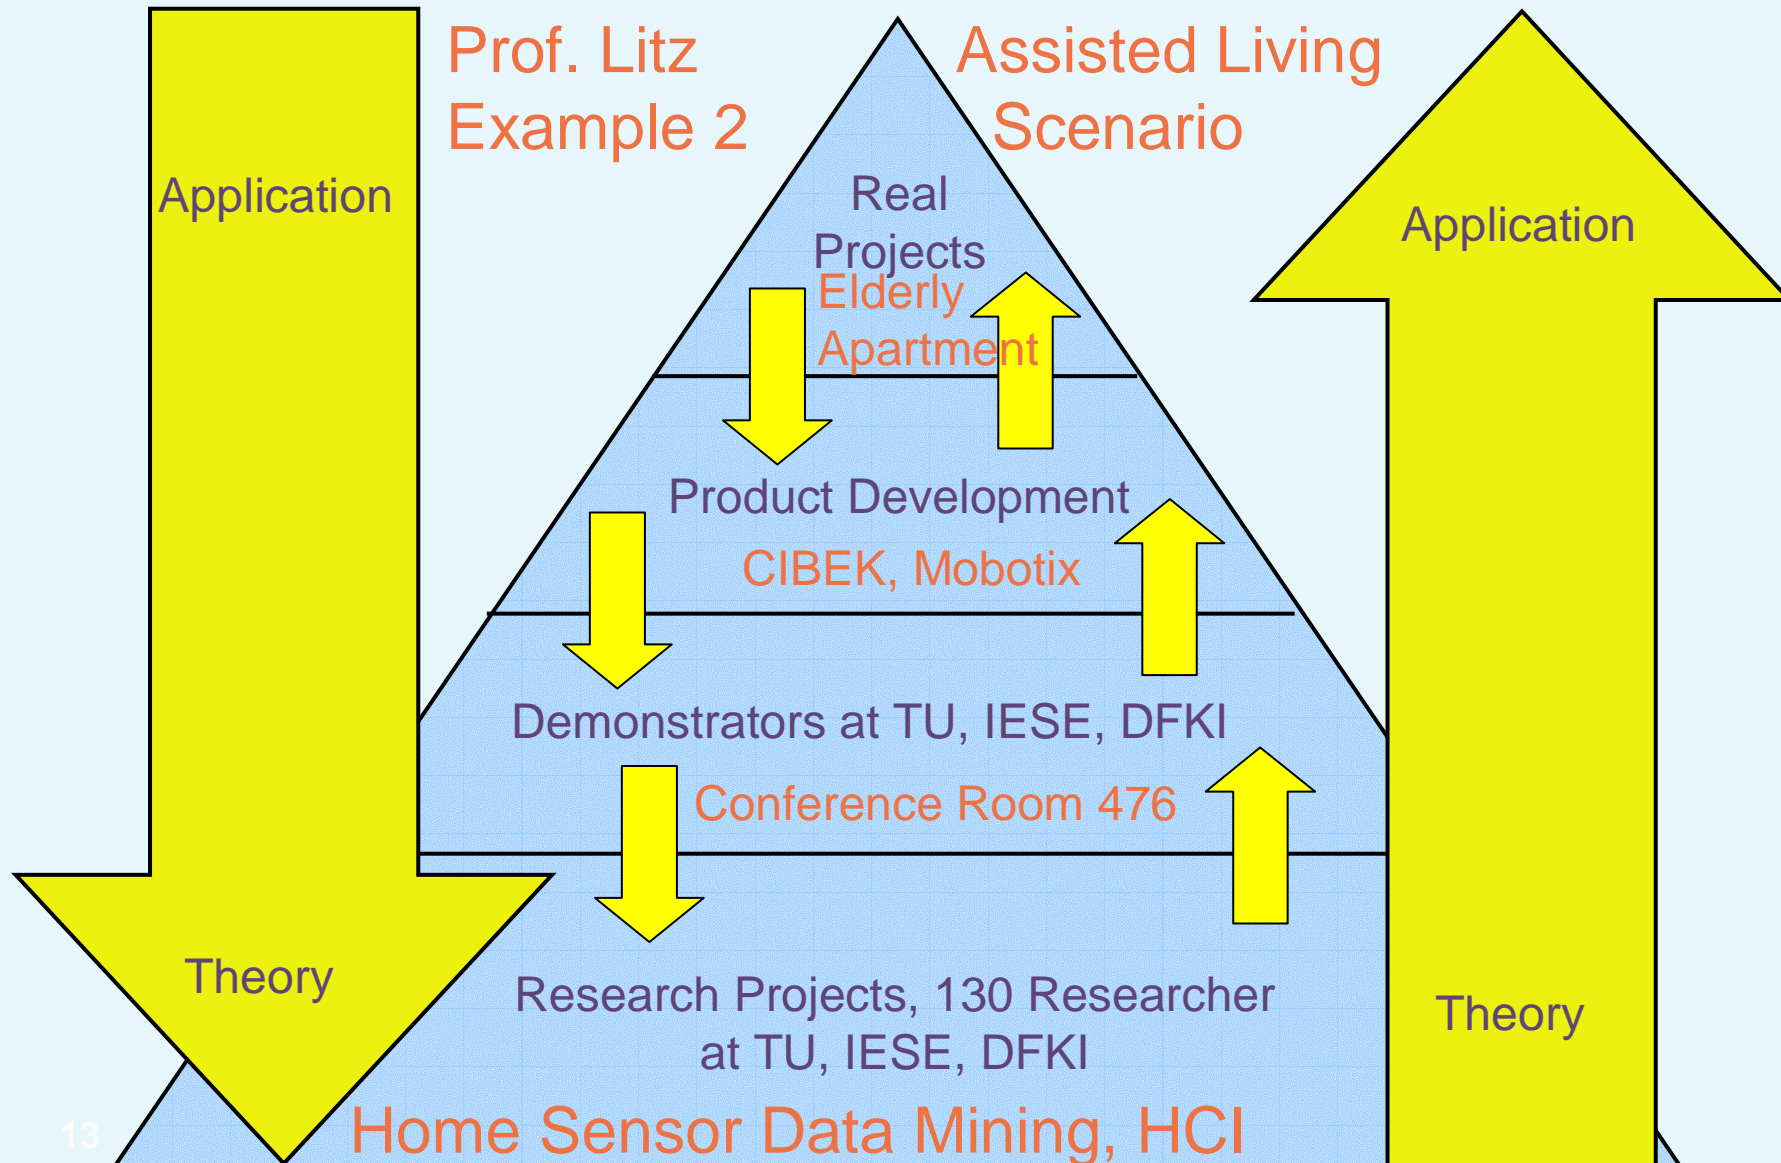 Prof. Litz
Example 2
Assisted Living
Scenario
Application
Application
Real
Projects
Elderly
Apartment
Product Development
CIBEK, Mobotix
Demonstrators at TU, IESE, DFKI
Conference Room 476
Theory
Theory
Research Projects, 130 Researcher
at TU, IESE, DFKI
Home Sensor Data Mining, HCI
13